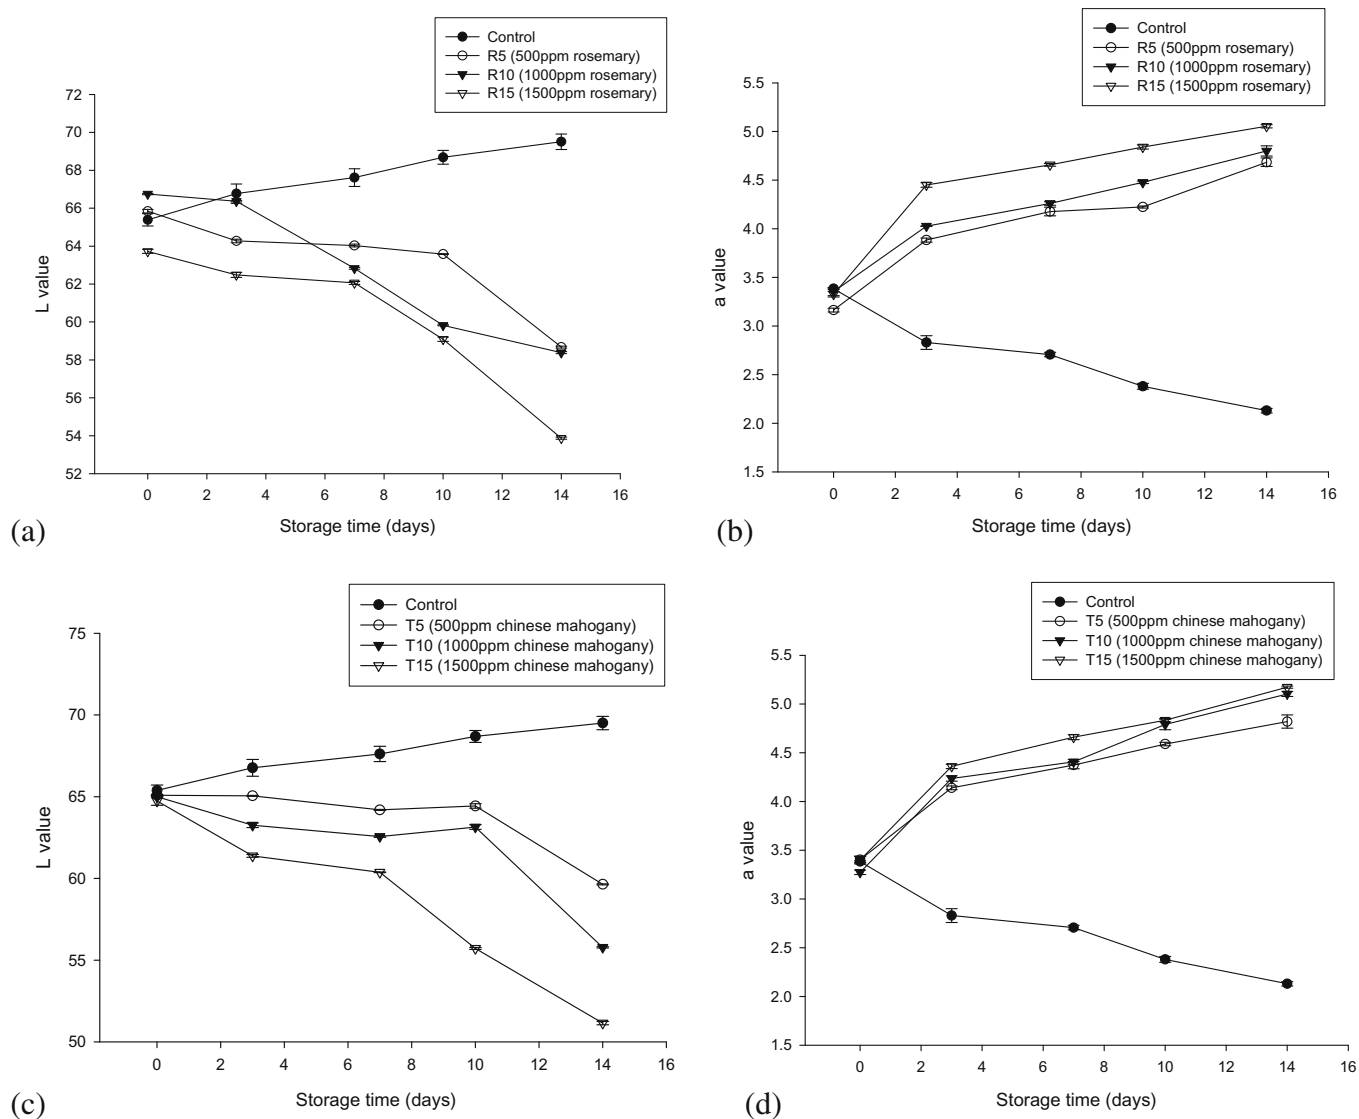 Control
R5 (500ppm rosemary)
R10 (1000ppm rosemary)
R15 (1500ppm rosemary)
72
70
68
66
64
62
60
58
56
54
52
L value
0 2 4 6 8 10 12 14 16
Storage time (days)
(a)
Control
R5 (500ppm rosemary)
R10 (1000ppm rosemary)
R15 (1500ppm rosemary)
5.5
5.0
4.5
4.0
3.5
3.0
2.5
2.0
1.5
a value
0 2 4 6 8 10 12 14 16
Storage time (days)
(b)
Control
T5 (500ppm chinese mahogany)
T10 (1000ppm chinese mahogany)
T15 (1500ppm chinese mahogany)
75
70
65
60
55
50
L value
0 2 4 6 8 10 12 14 16
Storage time (days)
(c)
Control
T5 (500ppm chinese mahogany)
T10 (1000ppm chinese mahogany)
T15 (1500ppm chinese mahogany)
5.5
5.0
4.5
4.0
3.5
3.0
2.5
2.0
1.5
a value
0 2 4 6 8 10 12 14 16
Storage time (days)
(d)